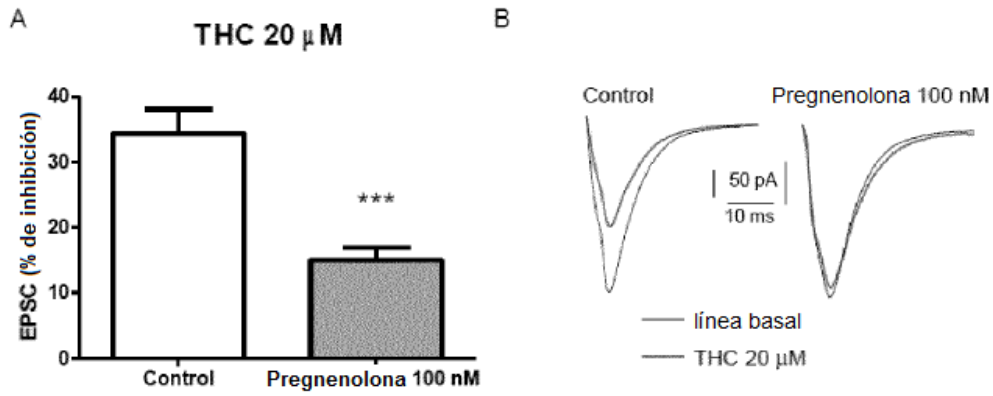 A
THC 20 µM
EPSC (% de inhibición)
40
30
20
10
0
***
Control
Pregnenolona 100 nM
B
Control
Pregnenolona 100 nM
50 pA
10 ms
línea basal
THC 20 µM